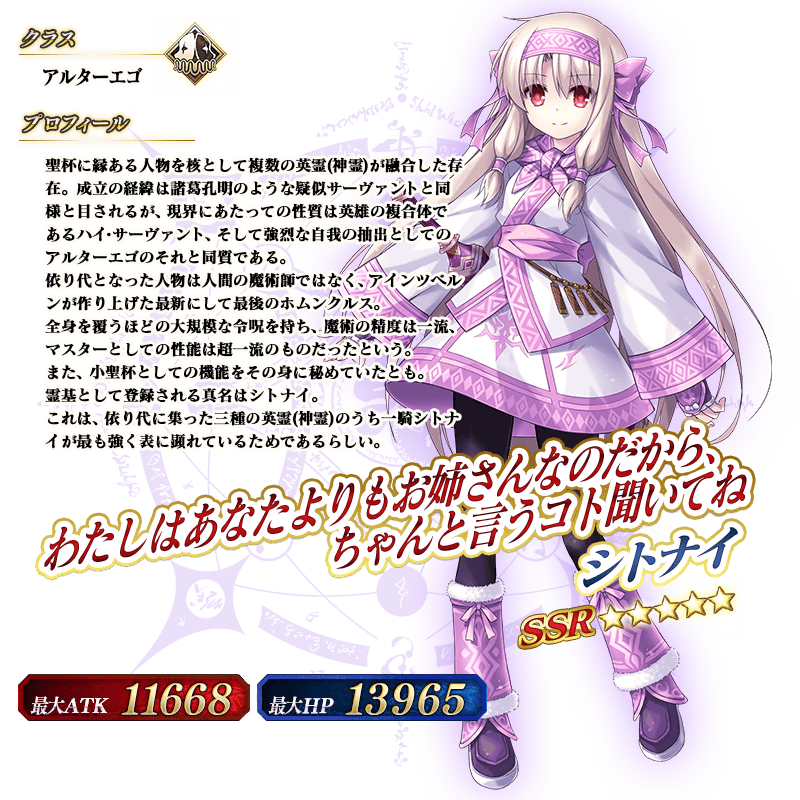 クラス
アルターエゴ
プロフィール
聖杯に縁ある人物を核として複数の英霊(神霊)が融合した存
在。成立の経緯は諸葛孔明のような疑似サーヴァントと同
様と目されるが、現界にあたっての性質は英雄の複合体で
あるハイ・サーヴァント、そして強烈な自我の抽出としての
アルターエゴのそれと同質である。
依り代となった人物は人間の魔術師ではなく、アインツベル
ンが作り上げた最新にして最後のホムンクルス。
全身を覆うほどの大規模な令呪を持ち、魔術の精度は一流、
マスターとしての性能は超一流のものだったという。
また、小聖杯としての機能をその身に秘めていたとも。
霊基として登録される真名はシトナイ。
これは、依り代に集った三種の英霊(神霊)のうち一騎シトナ
イが最も強く表に顕れているためであるらしい。
わたしはあなたよりもお姉さんなのだから、
ちゃんと言うコト聞いてね
シトナイ
SSR
最大ATK 11668
最大HP 13965